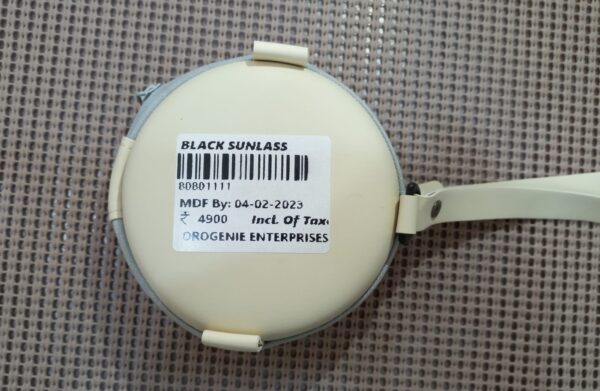 BLACK SUNLASS
80801111
MDF By: 04-02-2023
₹ 4900 Incl. Of Tax
OROGENIE ENTERPRISES